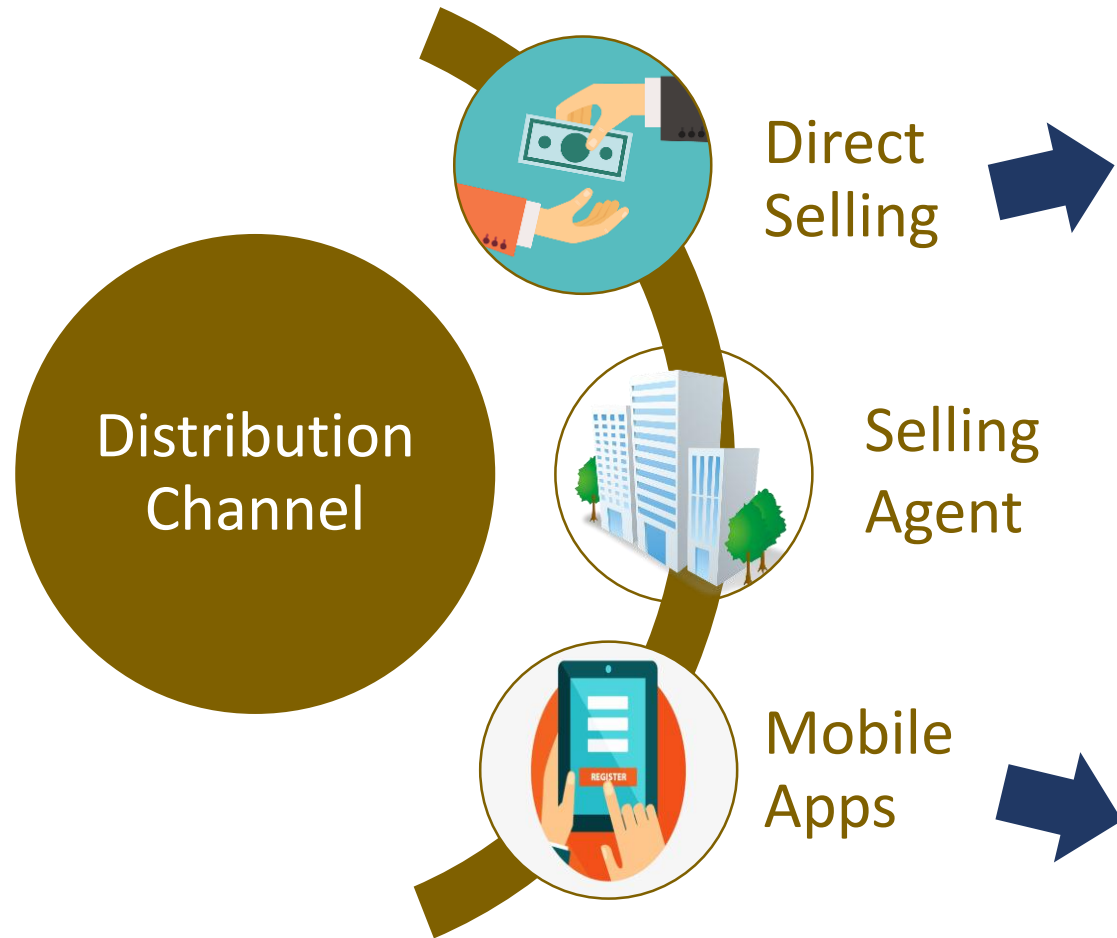 Distribution
Channel
Direct
Selling
Selling
Agent
REGISTER
Mobile
Apps